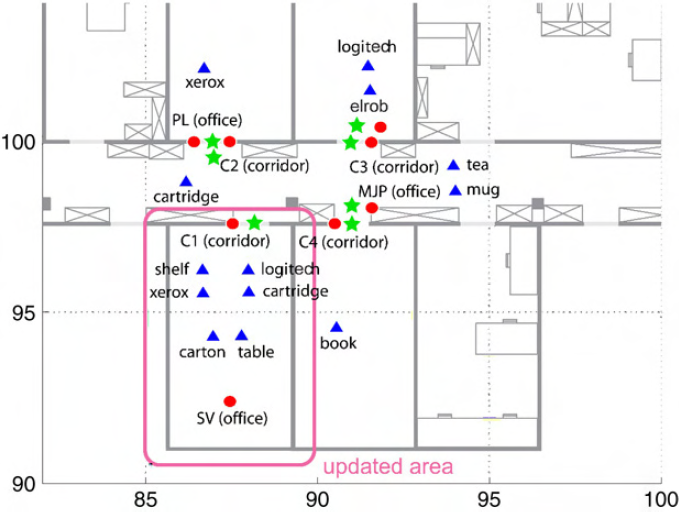 logitech
xerox
elrob
PL (office)
100
C2 (corridor)
C3 (corridor)
tea
cartridge
MJP (office)
mug
C1 (corridor)
C4 (corridor)
shelf
logitech
xerox
cartridge
95
carton
table
book
SV (office)
updated area
90
85
90
95
100